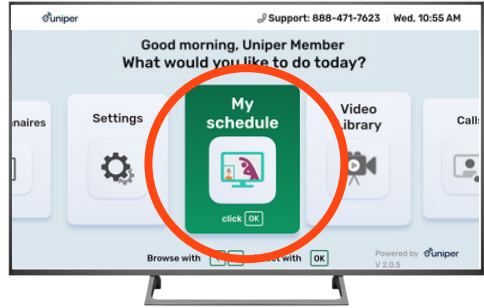 uniper
Support: 888-471-7623 Wed, 10:55 AM
Good morning, Uniper Member
What would you like to do today?
naires
Settings
My
schedule
click OK
Video
Library
Call
Browse with
with OK
Powered by uniper
V 2.0.5